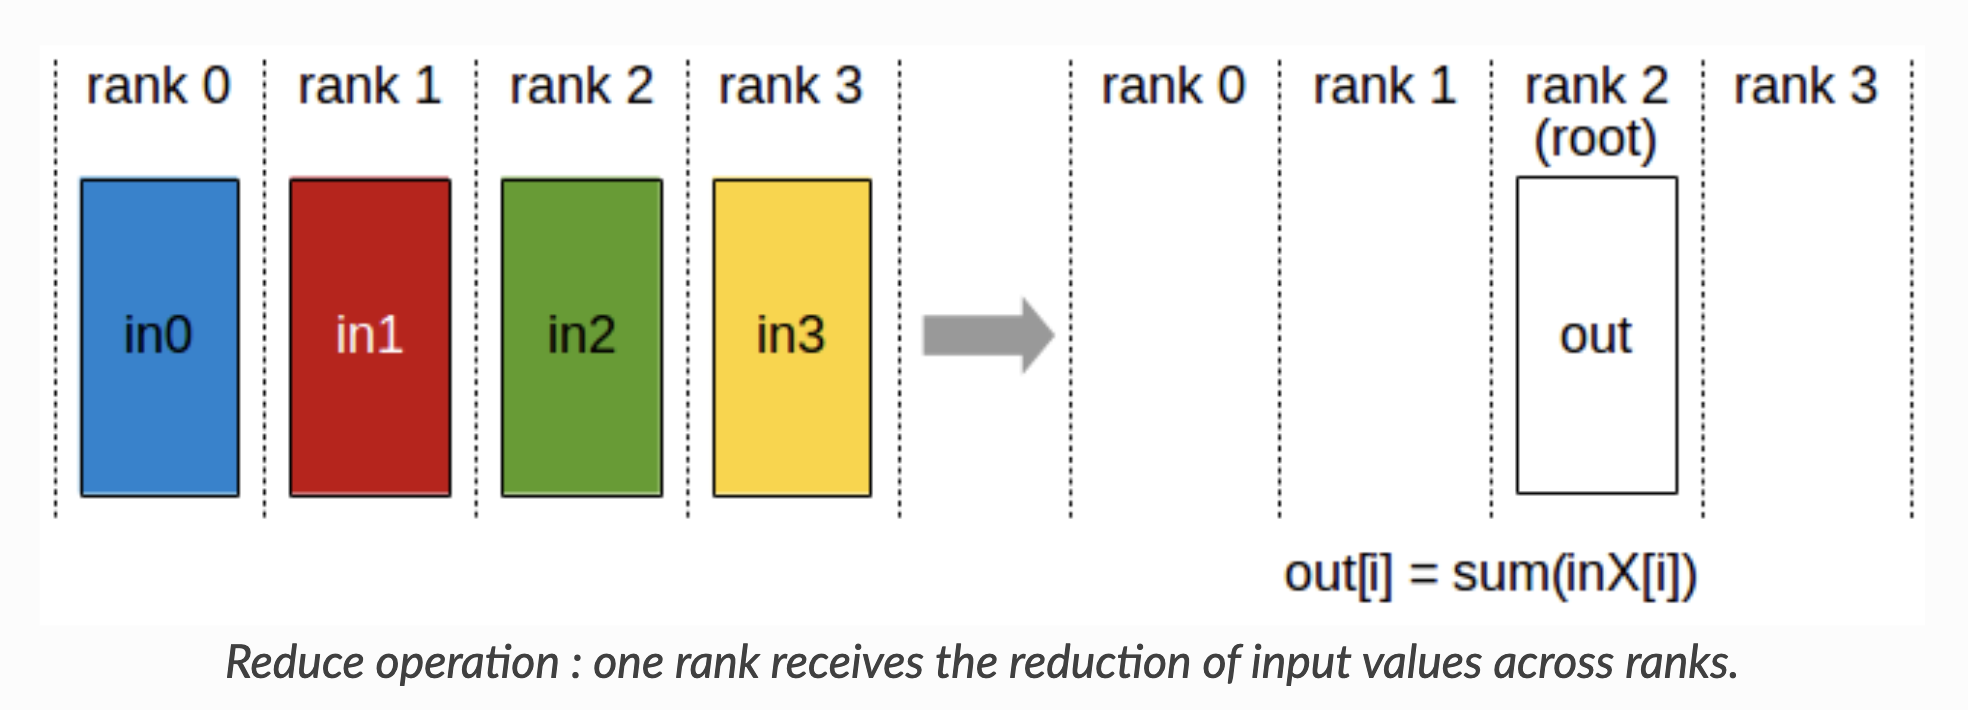 rank 0 rank 1 rank 2 rank 3 rank 0 rank 1 rank 2 rank 3
(root)
in0 in1 in2 in3 out
out[i] = sum(inX[i])
Reduce operation : one rank receives the reduction of input values across ranks.